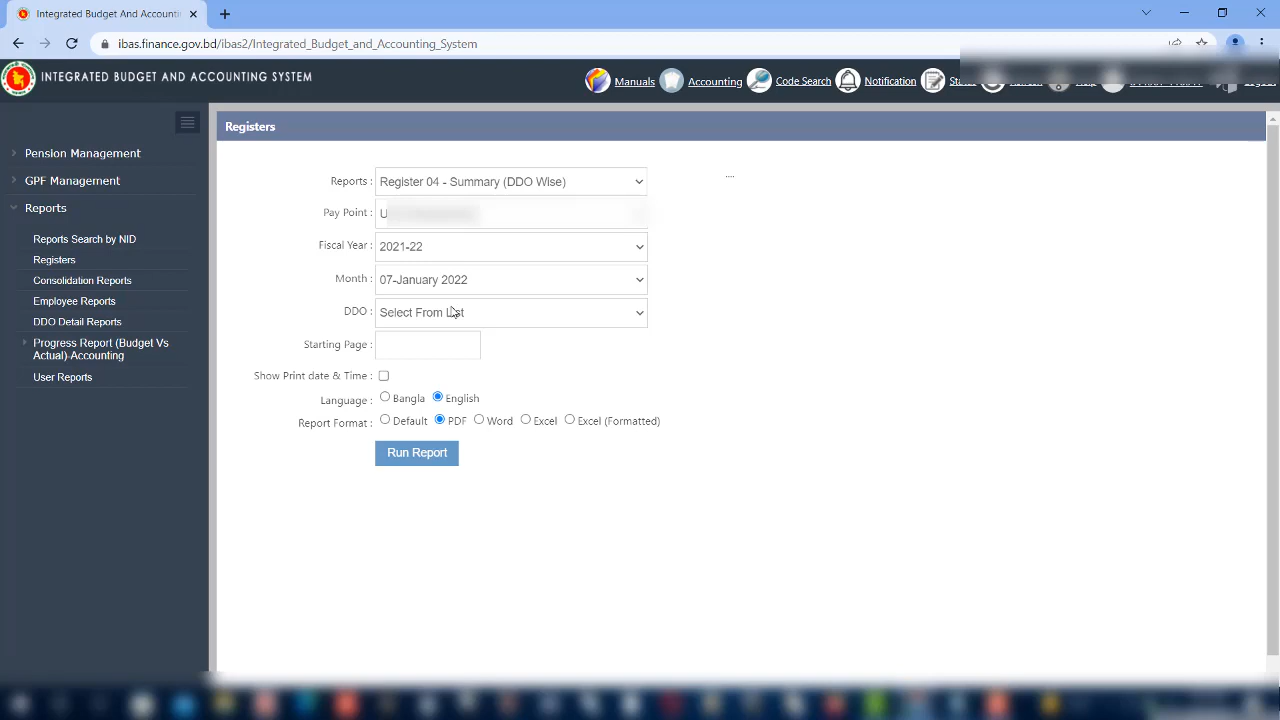 Integrated Budget and Accounti
ibas.finance.gov.bd/ibas2/Integrated_Budget_and_Accounting_System
INTEGRATED BUDGET AND ACCOUNTING SYSTEM
Manuals
Accounting
Code Search
Notification
Pension Management
GPF Management
Reports
Reports Search by NID
Registers
Consolidation Reports
Employee Reports
DDO Detail Reports
Progress Report (Budget Vs
Actual)-Accounting
User Reports
Registers
Reports : Register 04 - Summary (DDO Wise)
....
Pay Point : U
Fiscal Year : 2021-22
Month : 07-January 2022
DDO : Select From List
Starting Page :
Show Print date & Time :
Language : Bangla English
Report Format : Default PDF Word Excel Excel (Formatted)
Run Report